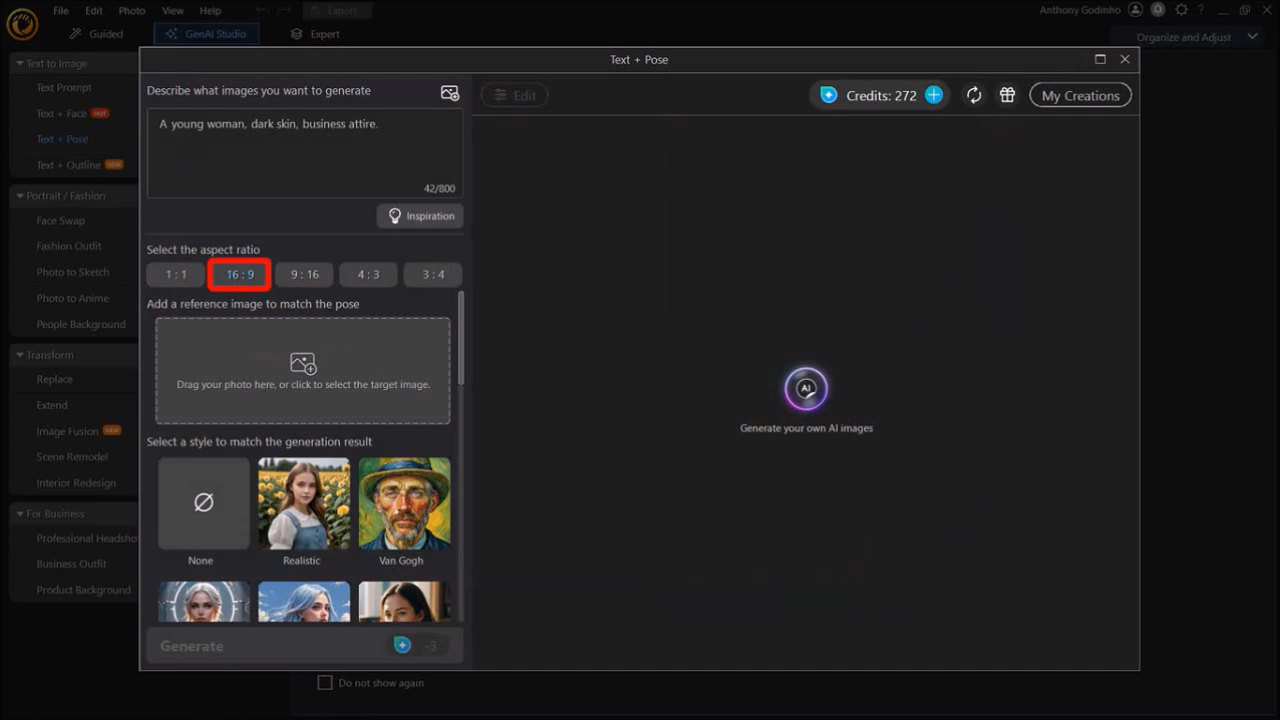 File Edit Photo View Help Export Anthony Godinho ?
Guided GenAI Studio Expert Organize and Adjust
Text to Image
Text Prompt
Text + Face HOT
Text + Pose
Text + Outline NEW
Portrait / Fashion
Face Swap
Fashion Outfit
Photo to Sketch
Photo to Anime
People Background
Transform
Replace
Extend
Image Fusion NEW
Scene Remodel
Interior Redesign
For Business
Professional Headshot
Business Outfit
Product Background
Text + Pose
Describe what images you want to generate
A young woman, dark skin, business attire.
42/800
Inspiration
Select the aspect ratio
1 : 1 16 : 9 9 : 16 4 : 3 3 : 4
Add a reference image to match the pose
Drag your photo here, or click to select the target image.
Select a style to match the generation result
None Realistic Van Gogh
Generate -3
Edit Credits: 272 My Creations
AI
Generate your own AI images
Do not show again